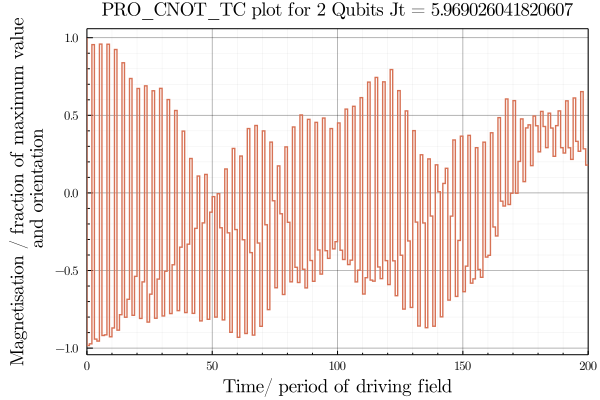 PRO_CNOT_TC plot for 2 Qubits Jt = 5.969026041820607
Magnetisation / fraction of maximum value
and orientation
1.0
0.5
0.0
−0.5
−1.0
0 50 100 150 200
Time/ period of driving field